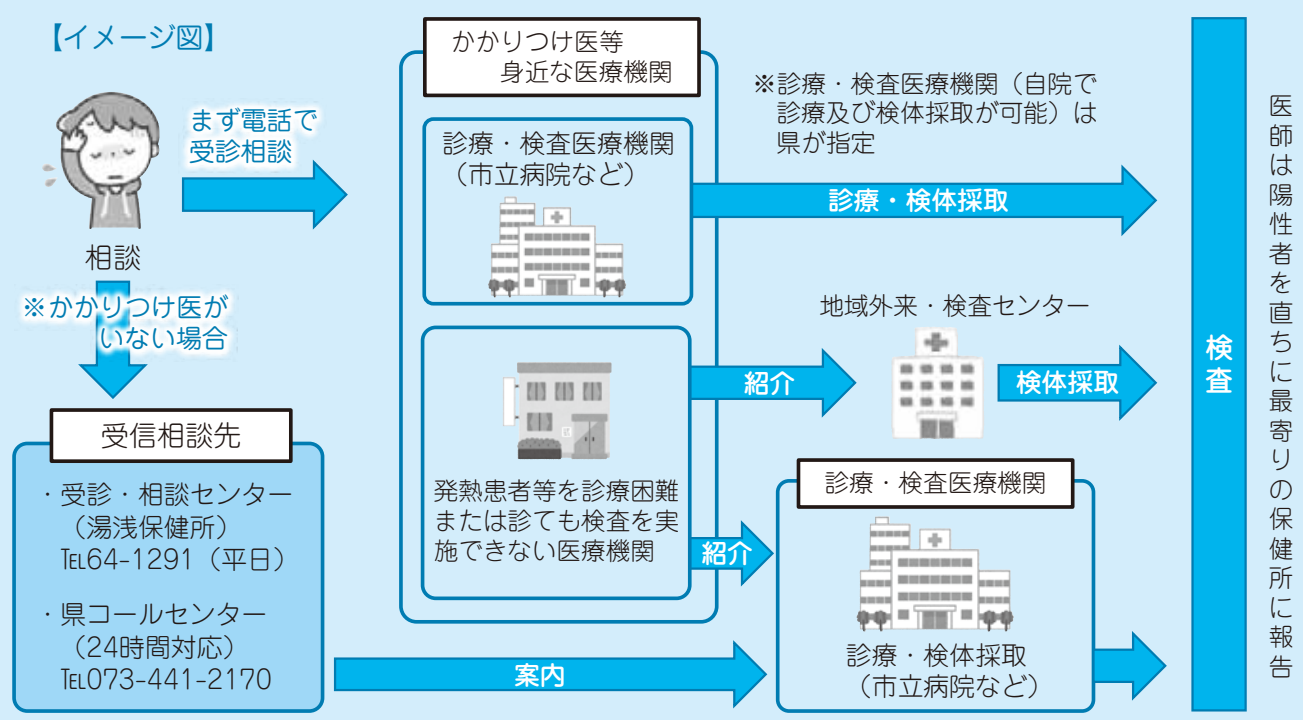 【イメージ図】
まず電話で
受診相談
相談
※かかりつけ医が
いない場合
受信相談先
・受診・相談センター
（湯浅保健所）
℡64-1291（平日）
・県コールセンター
（24時間対応）
℡073-441-2170
かかりつけ医等
身近な医療機関
診療・検査医療機関
（市立病院など）
発熱患者等を診療困難
または診ても検査を実
施できない医療機関
※診療・検査医療機関（自院で
診療及び検体採取が可能）は
県が指定
診療・検体採取
地域外来・検査センター
紹介
検体採取
紹介
診療・検査医療機関
診療・検体採取
（市立病院など）
案内
検査
医師は陽性者を直ちに最寄りの保健所に報告